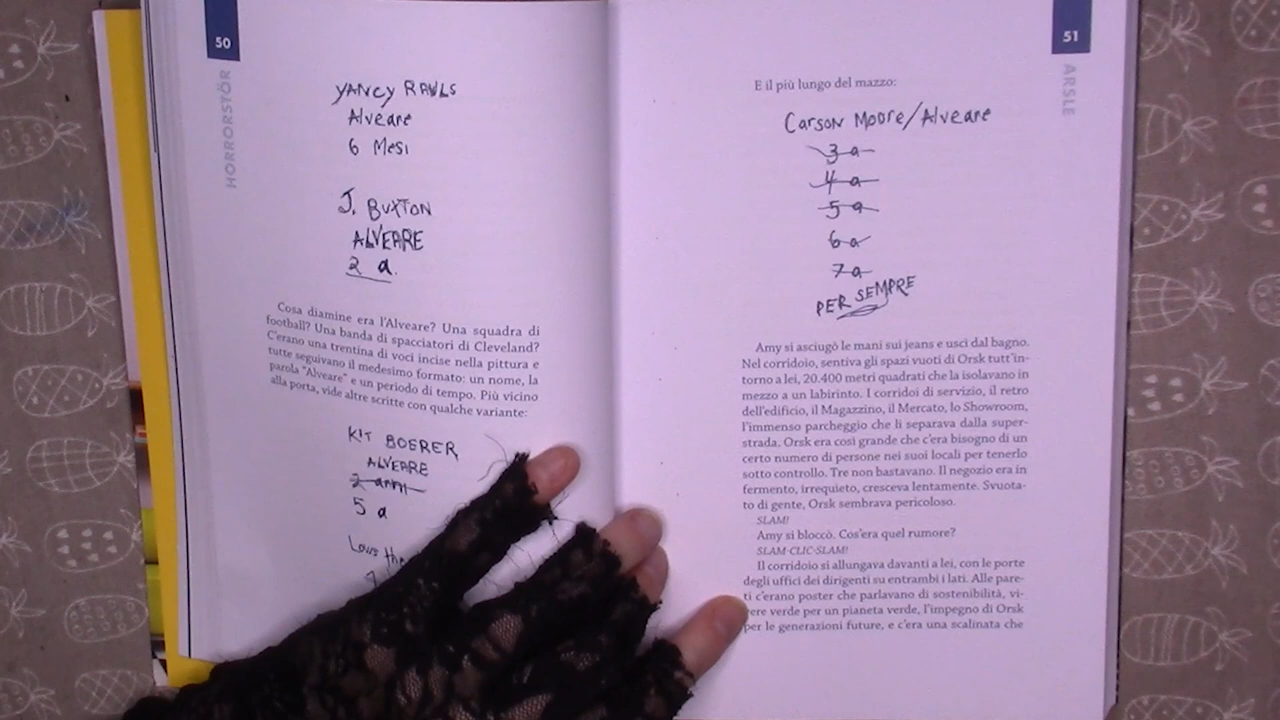 50
HORRORSTÖR
YANCY RAWLS
Alveare
6 Mesi
J. BUXTON
ALVEARE
2 a.
Cosa diamine era l'Alveare? Una squadra di
football? Una banda di spacciatori di Cleveland?
C'erano una trentina di voci incise nella pittura e
tutte seguivano il medesimo formato: un nome, la
parola "Alveare" e un periodo di tempo. Più vicino
alla porta, vide altre scritte con qualche variante:
KIT BOERER
ALVEARE
2 anni
5 a
51
ARSLE
E il più lungo del mazzo:
Carson Moore/Alveare
3 a
4 a
5 a
6 a
7 a
PER SEMPRE
Amy si asciugò le mani sui jeans e uscì dal bagno.
Nel corridoio, sentiva gli spazi vuoti di Orsk tutt'in-
torno a lei, 20.400 metri quadrati che la isolavano in
mezzo a un labirinto. I corridoi di servizio, il retro
dell'edificio, il Magazzino, il Mercato, lo Showroom,
l'immenso parcheggio che li separava dalla super-
strada. Orsk era così grande che c'era bisogno di un
certo numero di persone nei suoi locali per tenerlo
sotto controllo. Tre non bastavano. Il negozio era in
fermento, irrequieto, cresceva lentamente. Svuota-
to di gente, Orsk sembrava pericoloso.
SLAM!
Amy si bloccò. Cos'era quel rumore?
SLAM-CLIC-SLAM!
Il corridoio si allungava davanti a lei, con le porte
degli uffici dei dirigenti su entrambi i lati. Alle pare-
ti c'erano poster che parlavano di sostenibilità, vi-
vere verde per un pianeta verde, l'impegno di Orsk
per le generazioni future, e c'era una scalinata che